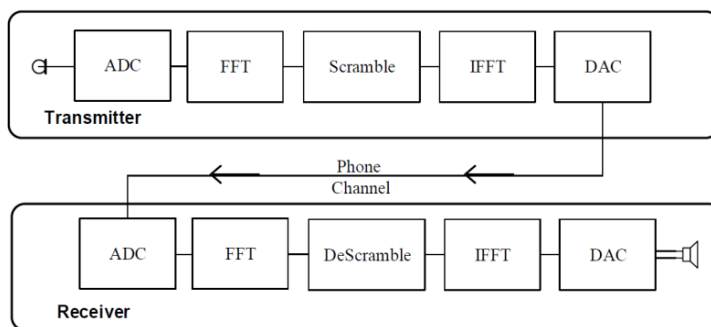 ADC
FFT
Scramble
IFFT
DAC
Transmitter
Phone
Channel
ADC
FFT
DeScramble
IFFT
DAC
Receiver